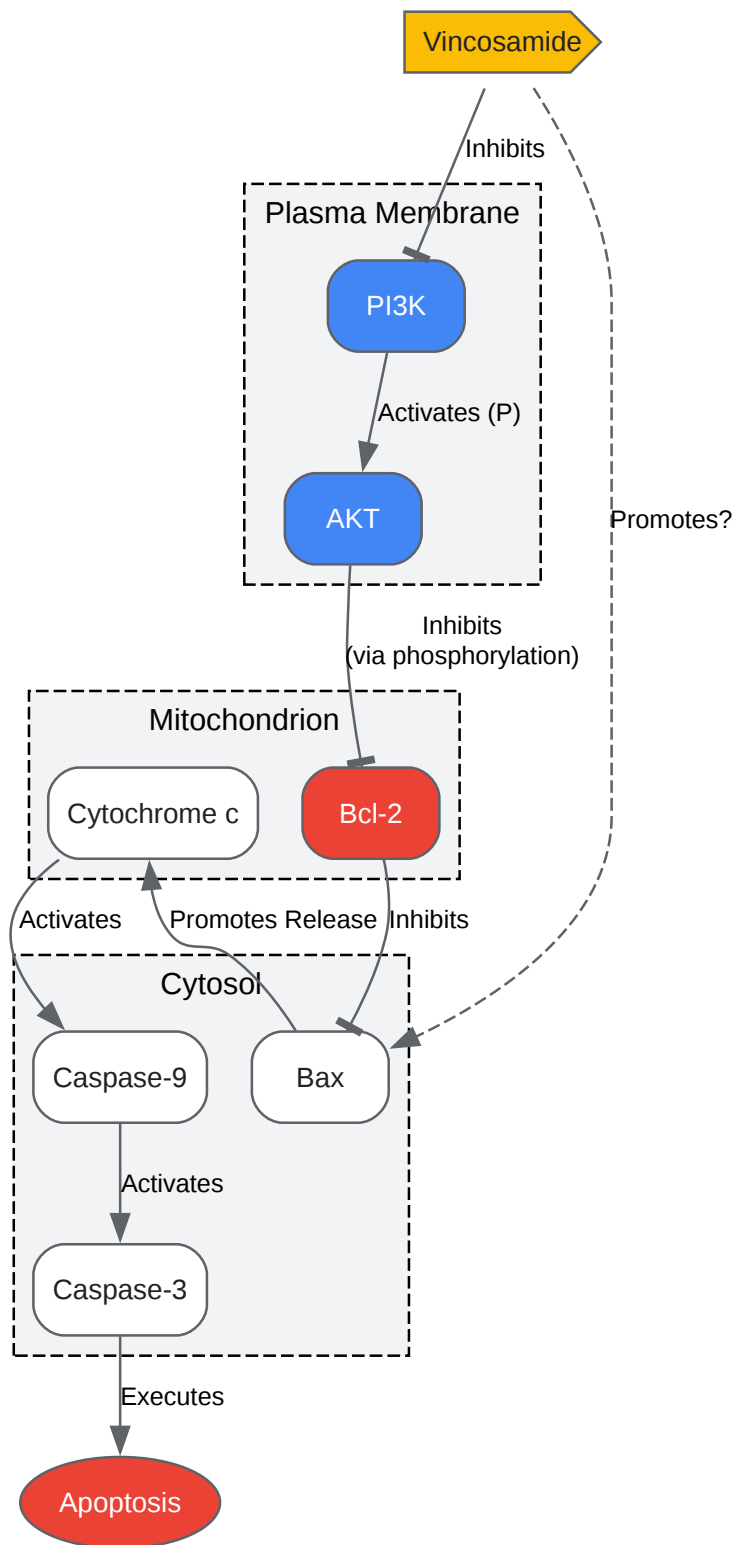 Vincosamide
Inhibits
Plasma Membrane
PI3K
Activates (P)
AKT
Promotes?
Inhibits
(via phosphorylation)
Mitochondrion
Cytochrome c
Bcl-2
Activates
Promotes Release
Inhibits
Cytosol
Caspase-9
Bax
Activates
Caspase-3
Executes
Apoptosis